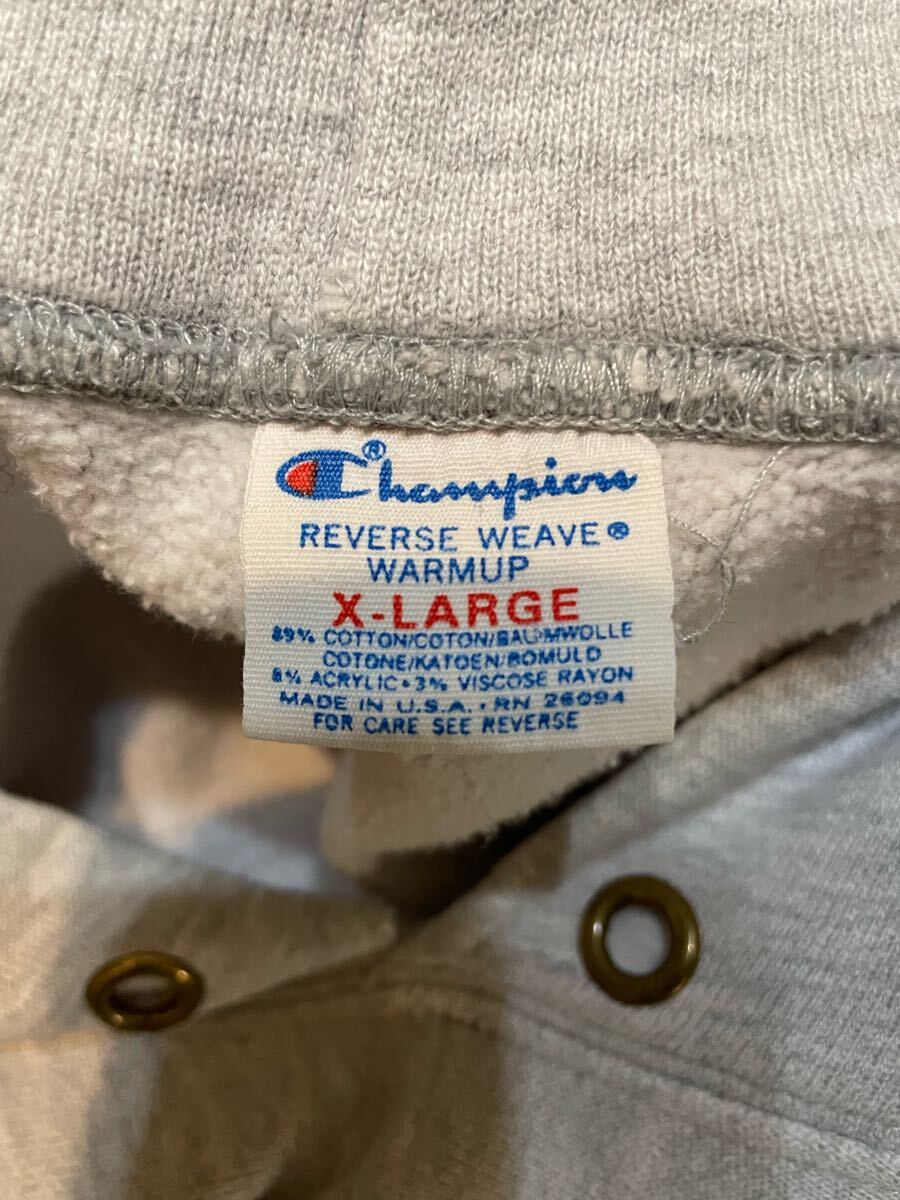 Champion®
REVERSE WEAVE®
WARMUP
X-LARGE
89% COTTON/COTON/BAUMWOLLE
COTONE/KATOEN/BOMULD
8% ACRYLIC • 3% VISCOSE RAYON
MADE IN U.S.A. • RN 26094
FOR CARE SEE REVERSE